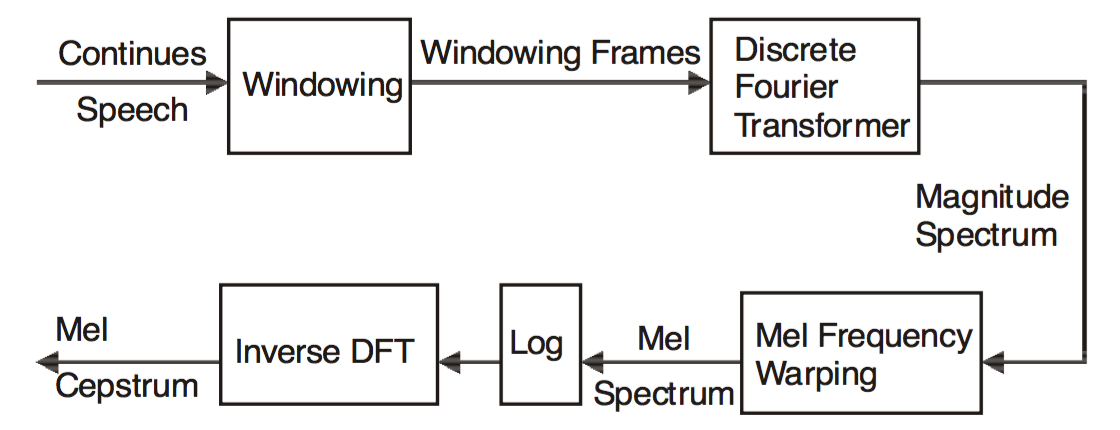 Continues
Speech
Windowing
Windowing Frames
Discrete
Fourier
Transformer
Magnitude
Spectrum
Mel Frequency
Warping
Mel
Spectrum
Log
Inverse DFT
Mel
Cepstrum